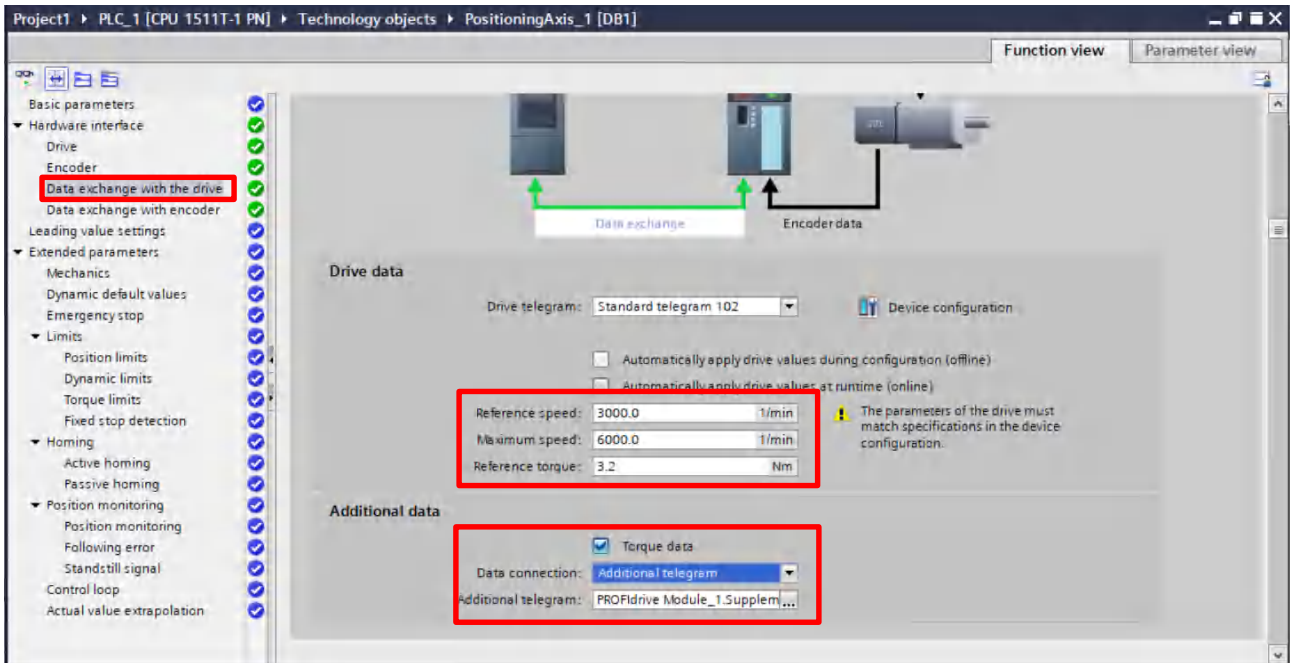 Project1 ▸ PLC_1 [CPU 1511T-1 PN] ▸ Technology objects ▸ PositioningAxis_1 [DB1]
Function view
Parameter view
Basic parameters
Hardware interface
Drive
Encoder
Data exchange with the drive
Data exchange with encoder
Leading value settings
Extended parameters
Mechanics
Dynamic default values
Emergency stop
Limits
Position limits
Dynamic limits
Torque limits
Fixed stop detection
Homing
Active homing
Passive homing
Position monitoring
Position monitoring
Following error
Standstill signal
Control loop
Actual value extrapolation
Data exchange
Encoder data
Drive data
Drive telegram: Standard telegram 102
Device configuration
Automatically apply drive values during configuration (offline)
Automatically apply drive values at runtime (online)
Reference speed: 3000.0 1/min
Maximum speed: 6000.0 1/min
Reference torque: 3.2 Nm
The parameters of the drive must
match specifications in the device
configuration.
Additional data
Torque data
Data connection: Additional telegram
Additional telegram: PROFIdrive Module_1.Supplem ...